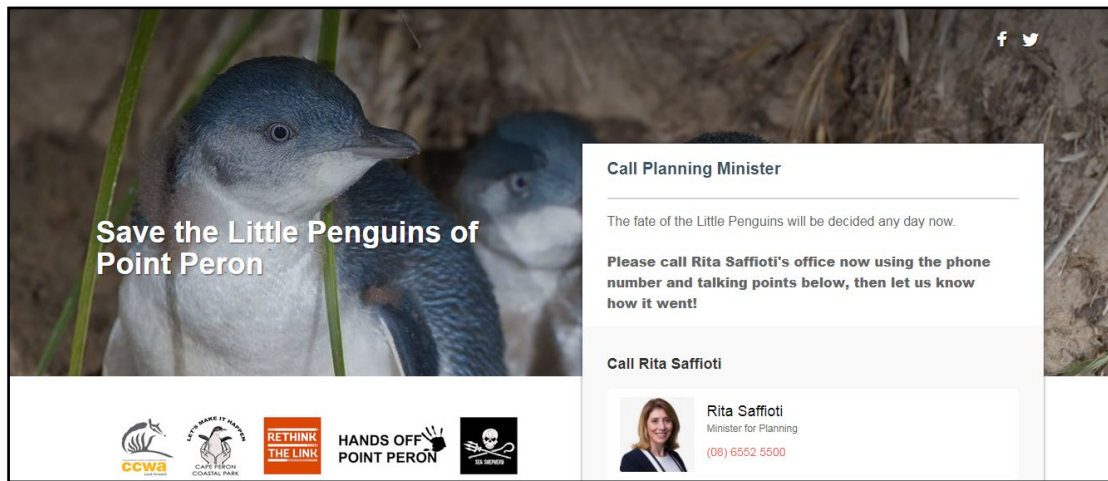 Save the Little Penguins of
Point Peron
Call Planning Minister
The fate of the Little Penguins will be decided any day now.
Please call Rita Saffioti's office now using the phone
number and talking points below, then let us know
how it went!
Call Rita Saffioti
Rita Saffioti
Minister for Planning
(08) 6552 5500
ccwa
LET'S MAKE IT HAPPEN
CAPE PERON
COASTAL PARK
RETHINK
THE LINK
HANDS OFF
POINT PERON
SEA SHEPHERD